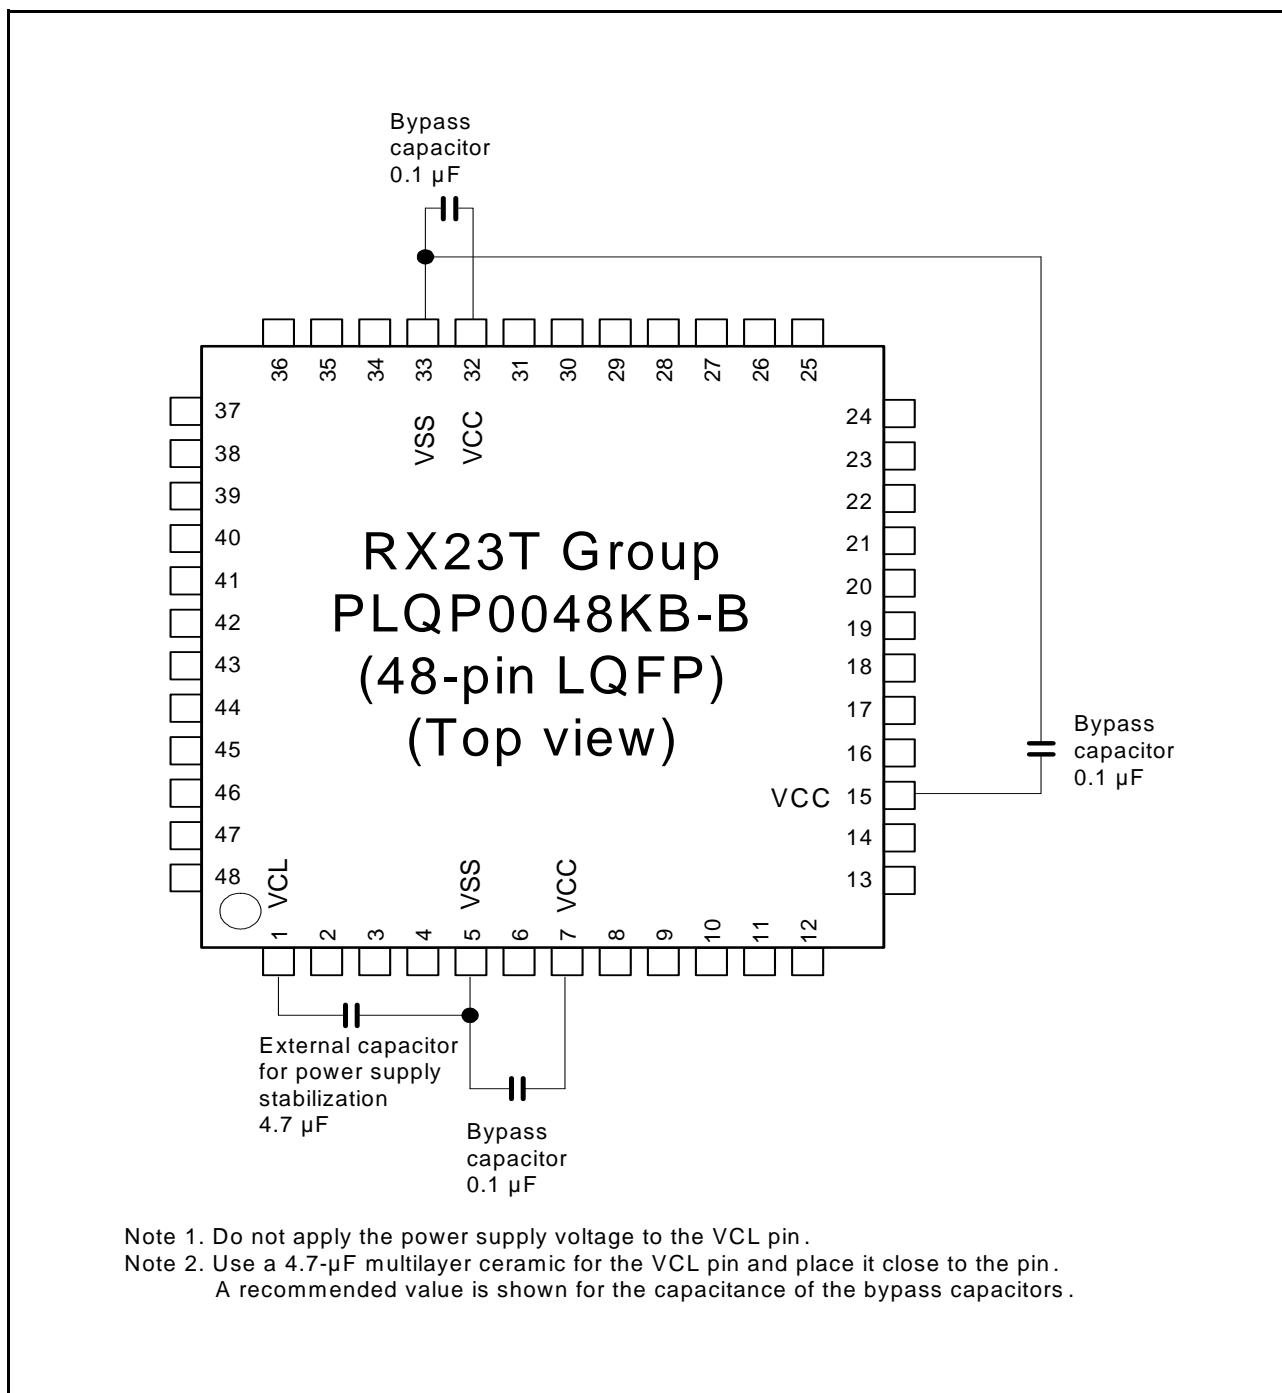 Bypass
capacitor
0.1 µF
36 35 34 33 32 31 30 29 28 27 26 25
VSS VCC
37
38
39
40
41
42
43
44
45
46
47
48
24
23
22
21
20
19
18
17
16
VCC 15
14
13
RX23T Group
PLQP0048KB-B
(48-pin LQFP)
(Top view)
Bypass
capacitor
0.1 µF
VCL VSS VCC
1 2 3 4 5 6 7 8 9 10 11 12
External capacitor
for power supply
stabilization
4.7 µF
Bypass
capacitor
0.1 µF
Note 1. Do not apply the power supply voltage to the VCL pin.
Note 2. Use a 4.7-µF multilayer ceramic for the VCL pin and place it close to the pin.
A recommended value is shown for the capacitance of the bypass capacitors.